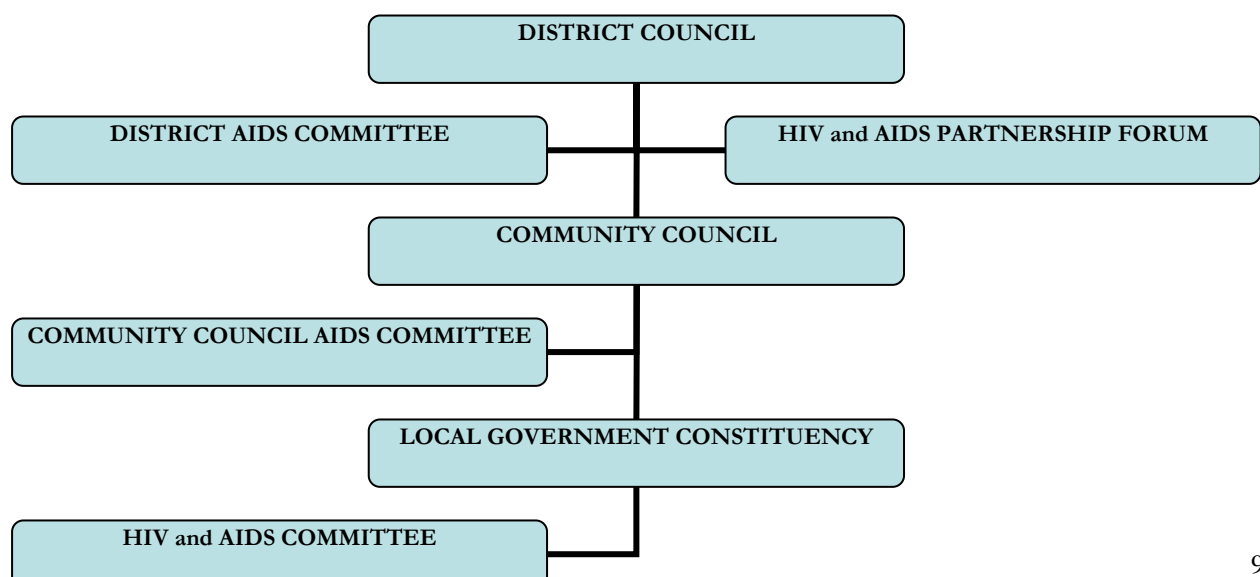 DISTRICT COUNCIL
DISTRICT AIDS COMMITTEE
HIV and AIDS PARTNERSHIP FORUM
COMMUNITY COUNCIL
COMMUNITY COUNCIL AIDS COMMITTEE
LOCAL GOVERNMENT CONSTITUENCY
HIV and AIDS COMMITTEE
9